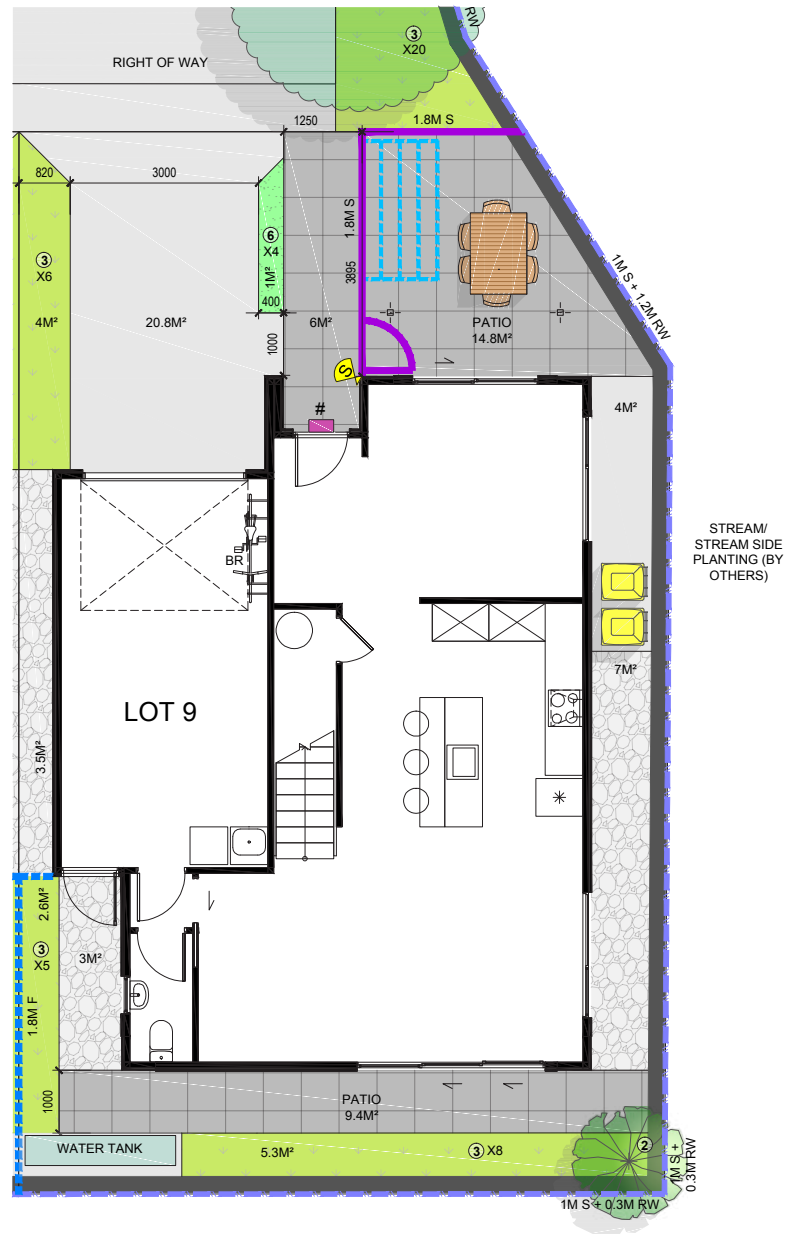 RW
③
X20
RIGHT OF WAY
1250
1.8M S
820
3000
1.8M S
3895
⑥
X4
1M²
400
③
X6
4M²
20.8M²
6M²
1000
PATIO
14.8M²
1M S + 1.2M RW
S
#
4M²
BR
STREAM/
STREAM SIDE
PLANTING (BY
OTHERS)
7M²
LOT 9
3.5M²
2.6M²
③
X5
3M²
1.8M F
1000
PATIO
9.4M²
WATER TANK
5.3M²
③ X8
②
1M S +
0.3M RW
1M S + 0.3M RW